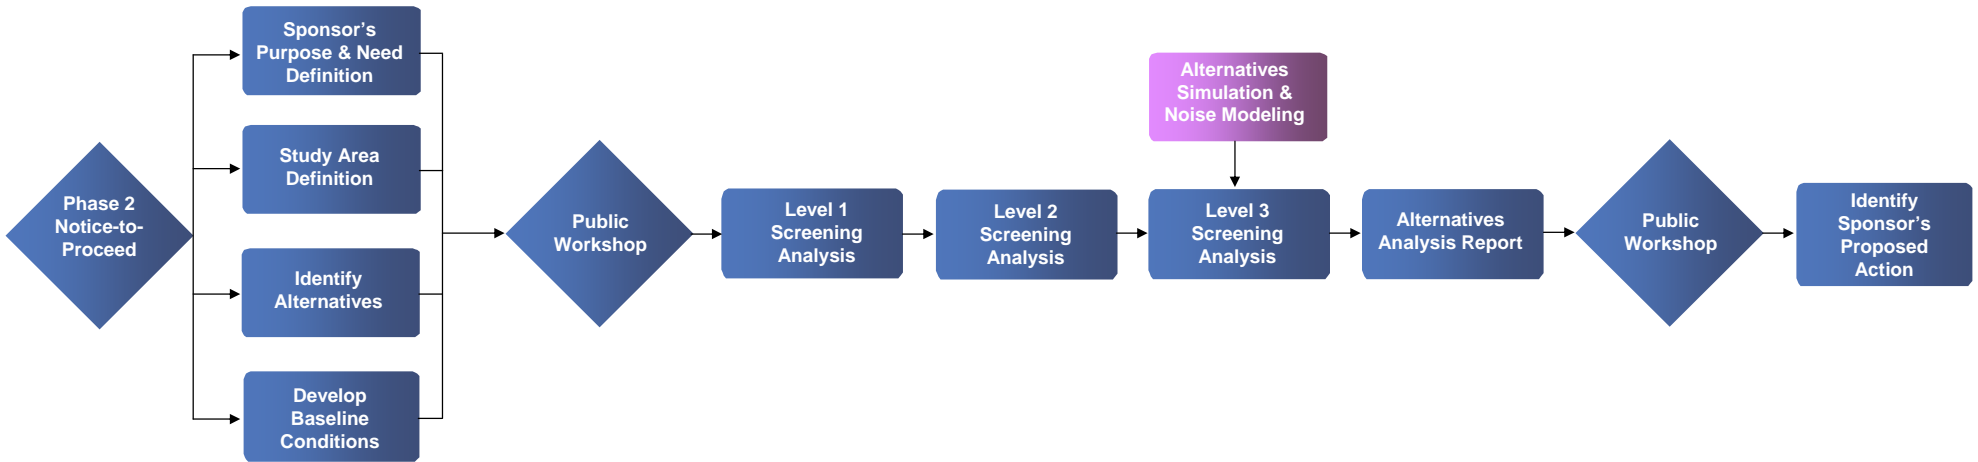 Phase 2
Notice-to-
Proceed
Sponsor’s
Purpose & Need
Definition
Study Area
Definition
Identify
Alternatives
Develop
Baseline
Conditions
Public
Workshop
Level 1
Screening
Analysis
Level 2
Screening
Analysis
Alternatives
Simulation &
Noise Modeling
Level 3
Screening
Analysis
Alternatives
Analysis Report
Public
Workshop
Identify
Sponsor’s
Proposed
Action